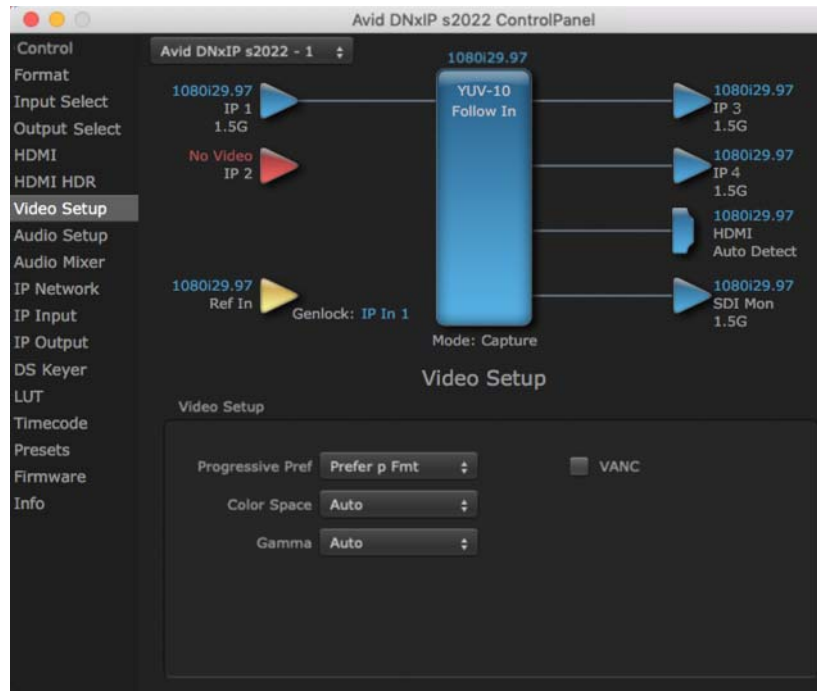 Avid DNxIP s2022 ControlPanel
Control
Format
Input Select
Output Select
HDMI
HDMI HDR
Video Setup
Audio Setup
Audio Mixer
IP Network
IP Input
IP Output
DS Keyer
LUT
Timecode
Presets
Firmware
Info
Avid DNxIP s2022 - 1
1080i29.97
1080i29.97
IP 1
1.5G
No Video
IP 2
1080i29.97
Ref In
Genlock: IP In 1
YUV-10
Follow In
Mode: Capture
1080i29.97
IP 3
1.5G
1080i29.97
IP 4
1.5G
1080i29.97
HDMI
Auto Detect
1080i29.97
SDI Mon
1.5G
Video Setup
Video Setup
Progressive Pref Prefer p Fmt
VANC
Color Space Auto
Gamma Auto